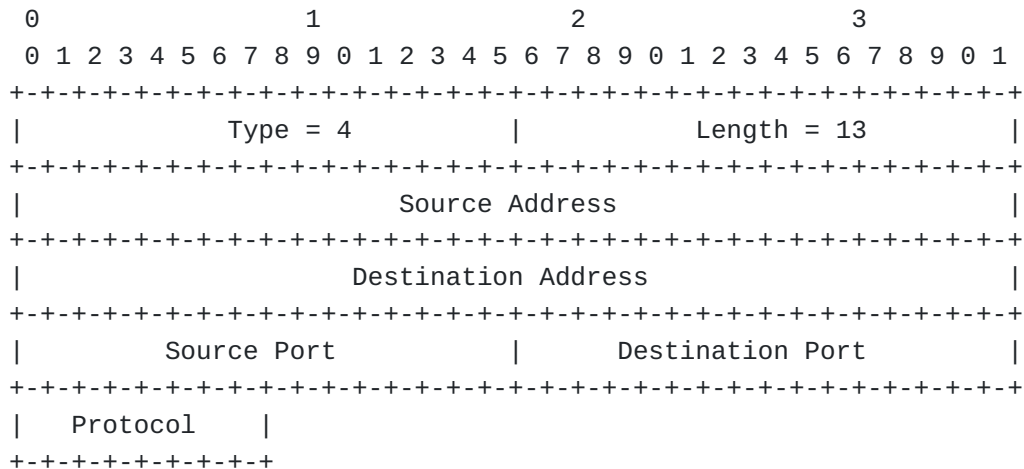 0                   1                   2                   3
 0 1 2 3 4 5 6 7 8 9 0 1 2 3 4 5 6 7 8 9 0 1 2 3 4 5 6 7 8 9 0 1
+-+-+-+-+-+-+-+-+-+-+-+-+-+-+-+-+-+-+-+-+-+-+-+-+-+-+-+-+-+-+-+-+
|             Type = 4          |           Length = 13         |
+-+-+-+-+-+-+-+-+-+-+-+-+-+-+-+-+-+-+-+-+-+-+-+-+-+-+-+-+-+-+-+-+
|                        Source Address                         |
+-+-+-+-+-+-+-+-+-+-+-+-+-+-+-+-+-+-+-+-+-+-+-+-+-+-+-+-+-+-+-+-+
|                     Destination Address                       |
+-+-+-+-+-+-+-+-+-+-+-+-+-+-+-+-+-+-+-+-+-+-+-+-+-+-+-+-+-+-+-+-+
|         Source Port           |      Destination Port         |
+-+-+-+-+-+-+-+-+-+-+-+-+-+-+-+-+-+-+-+-+-+-+-+-+-+-+-+-+-+-+-+-+
|   Protocol    |
+-+-+-+-+-+-+-+-+